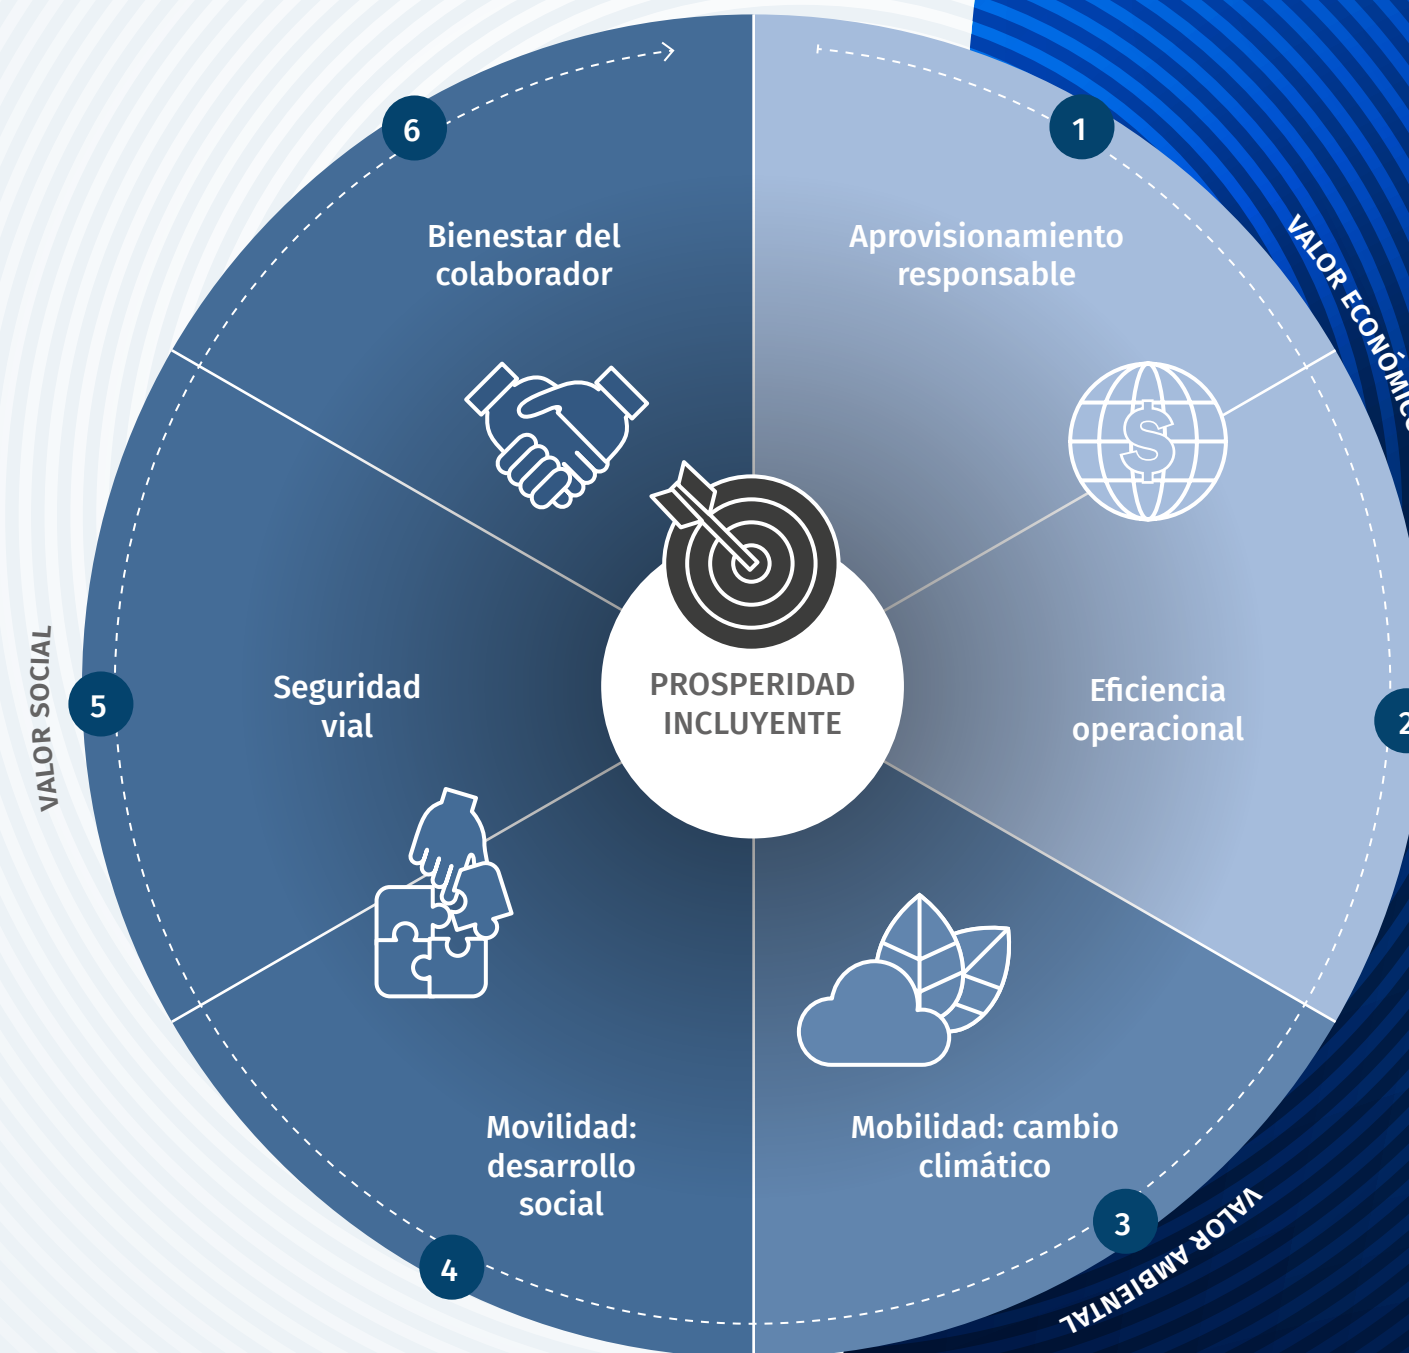 6
1
Bienestar del
colaborador
Aprovisionamiento
responsable
VALOR ECONÓMICO
VALOR SOCIAL
5
Seguridad
vial
PROSPERIDAD
INCLUYENTE
Eficiencia
operacional
2
Movilidad:
desarrollo
social
Mobilidad: cambio
climático
3
VALOR AMBIENTAL
4